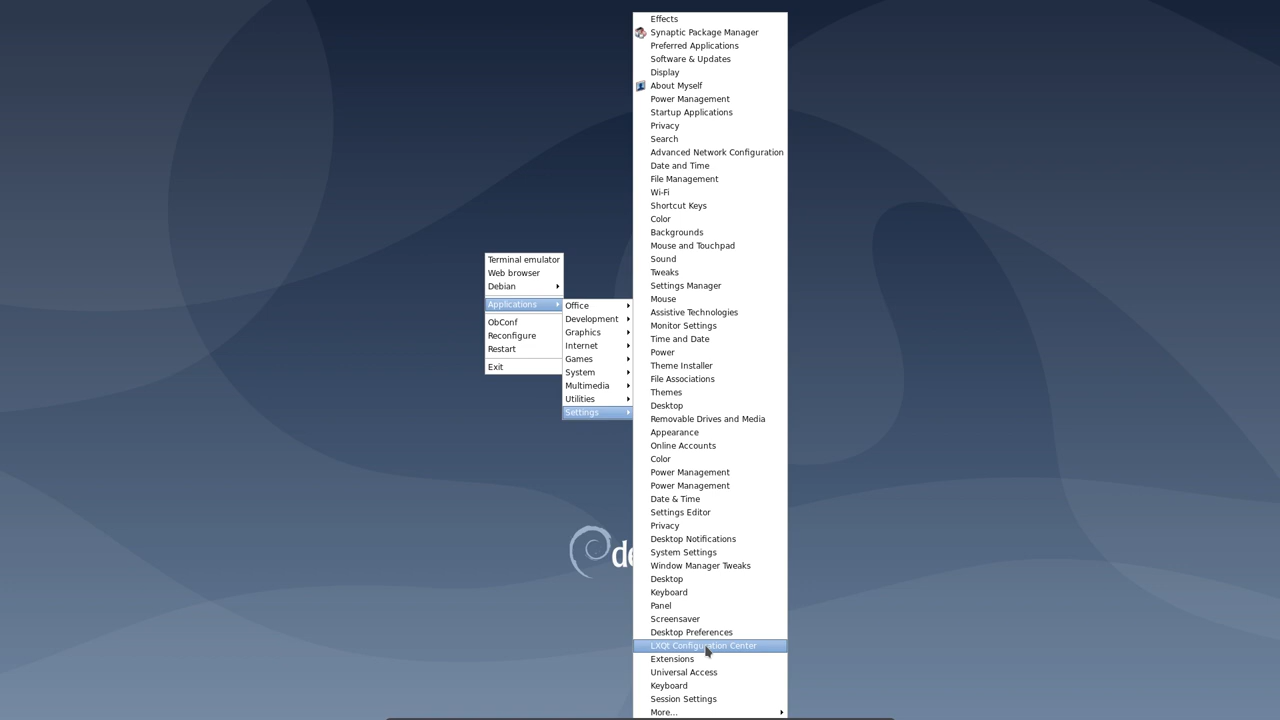 Terminal emulator
Web browser
Debian
Applications
ObConf
Reconfigure
Restart
Exit
Office
Development
Graphics
Internet
Games
System
Multimedia
Utilities
Settings
Effects
Synaptic Package Manager
Preferred Applications
Software & Updates
Display
About Myself
Power Management
Startup Applications
Privacy
Search
Advanced Network Configuration
Date and Time
File Management
Wi-Fi
Shortcut Keys
Color
Backgrounds
Mouse and Touchpad
Sound
Tweaks
Settings Manager
Mouse
Assistive Technologies
Monitor Settings
Time and Date
Power
Theme Installer
File Associations
Themes
Desktop
Removable Drives and Media
Appearance
Online Accounts
Color
Power Management
Power Management
Date & Time
Settings Editor
Privacy
Desktop Notifications
System Settings
Window Manager Tweaks
Desktop
Keyboard
Panel
Screensaver
Desktop Preferences
LXQt Configuration Center
Extensions
Universal Access
Keyboard
Session Settings
More...
de